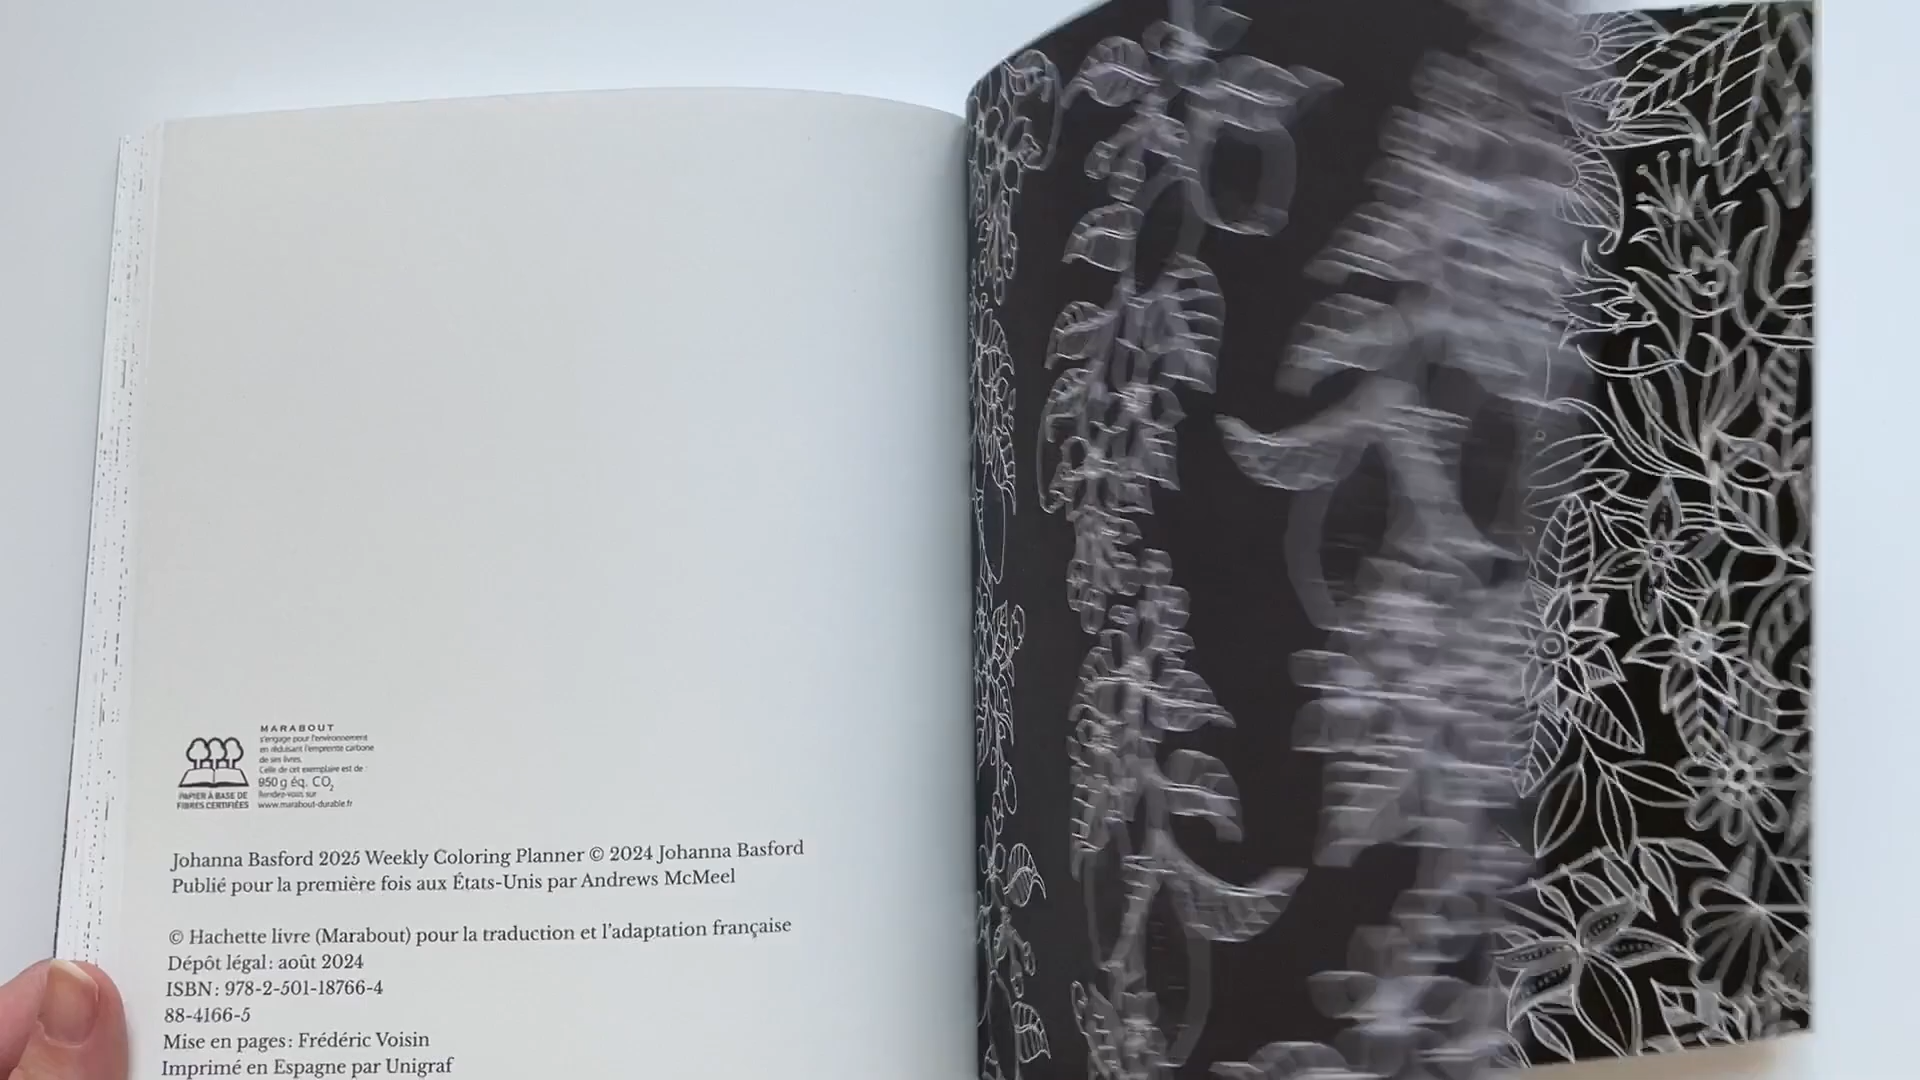 MARABOUT
s'engage pour l'environnement
en réduisant l'empreinte carbone
de ses livres.
Celle de cet exemplaire est de :
950 g éq. CO₂
Rendez-vous sur
www.marabout-durable.fr
PAPIER À BASE DE
FIBRES CERTIFIÉES
Johanna Basford 2025 Weekly Coloring Planner © 2024 Johanna Basford
Publié pour la première fois aux États-Unis par Andrews McMeel
© Hachette livre (Marabout) pour la traduction et l'adaptation française
Dépôt légal : août 2024
ISBN : 978-2-501-18766-4
88-4166-5
Mise en pages : Frédéric Voisin
Imprimé en Espagne par Unigraf